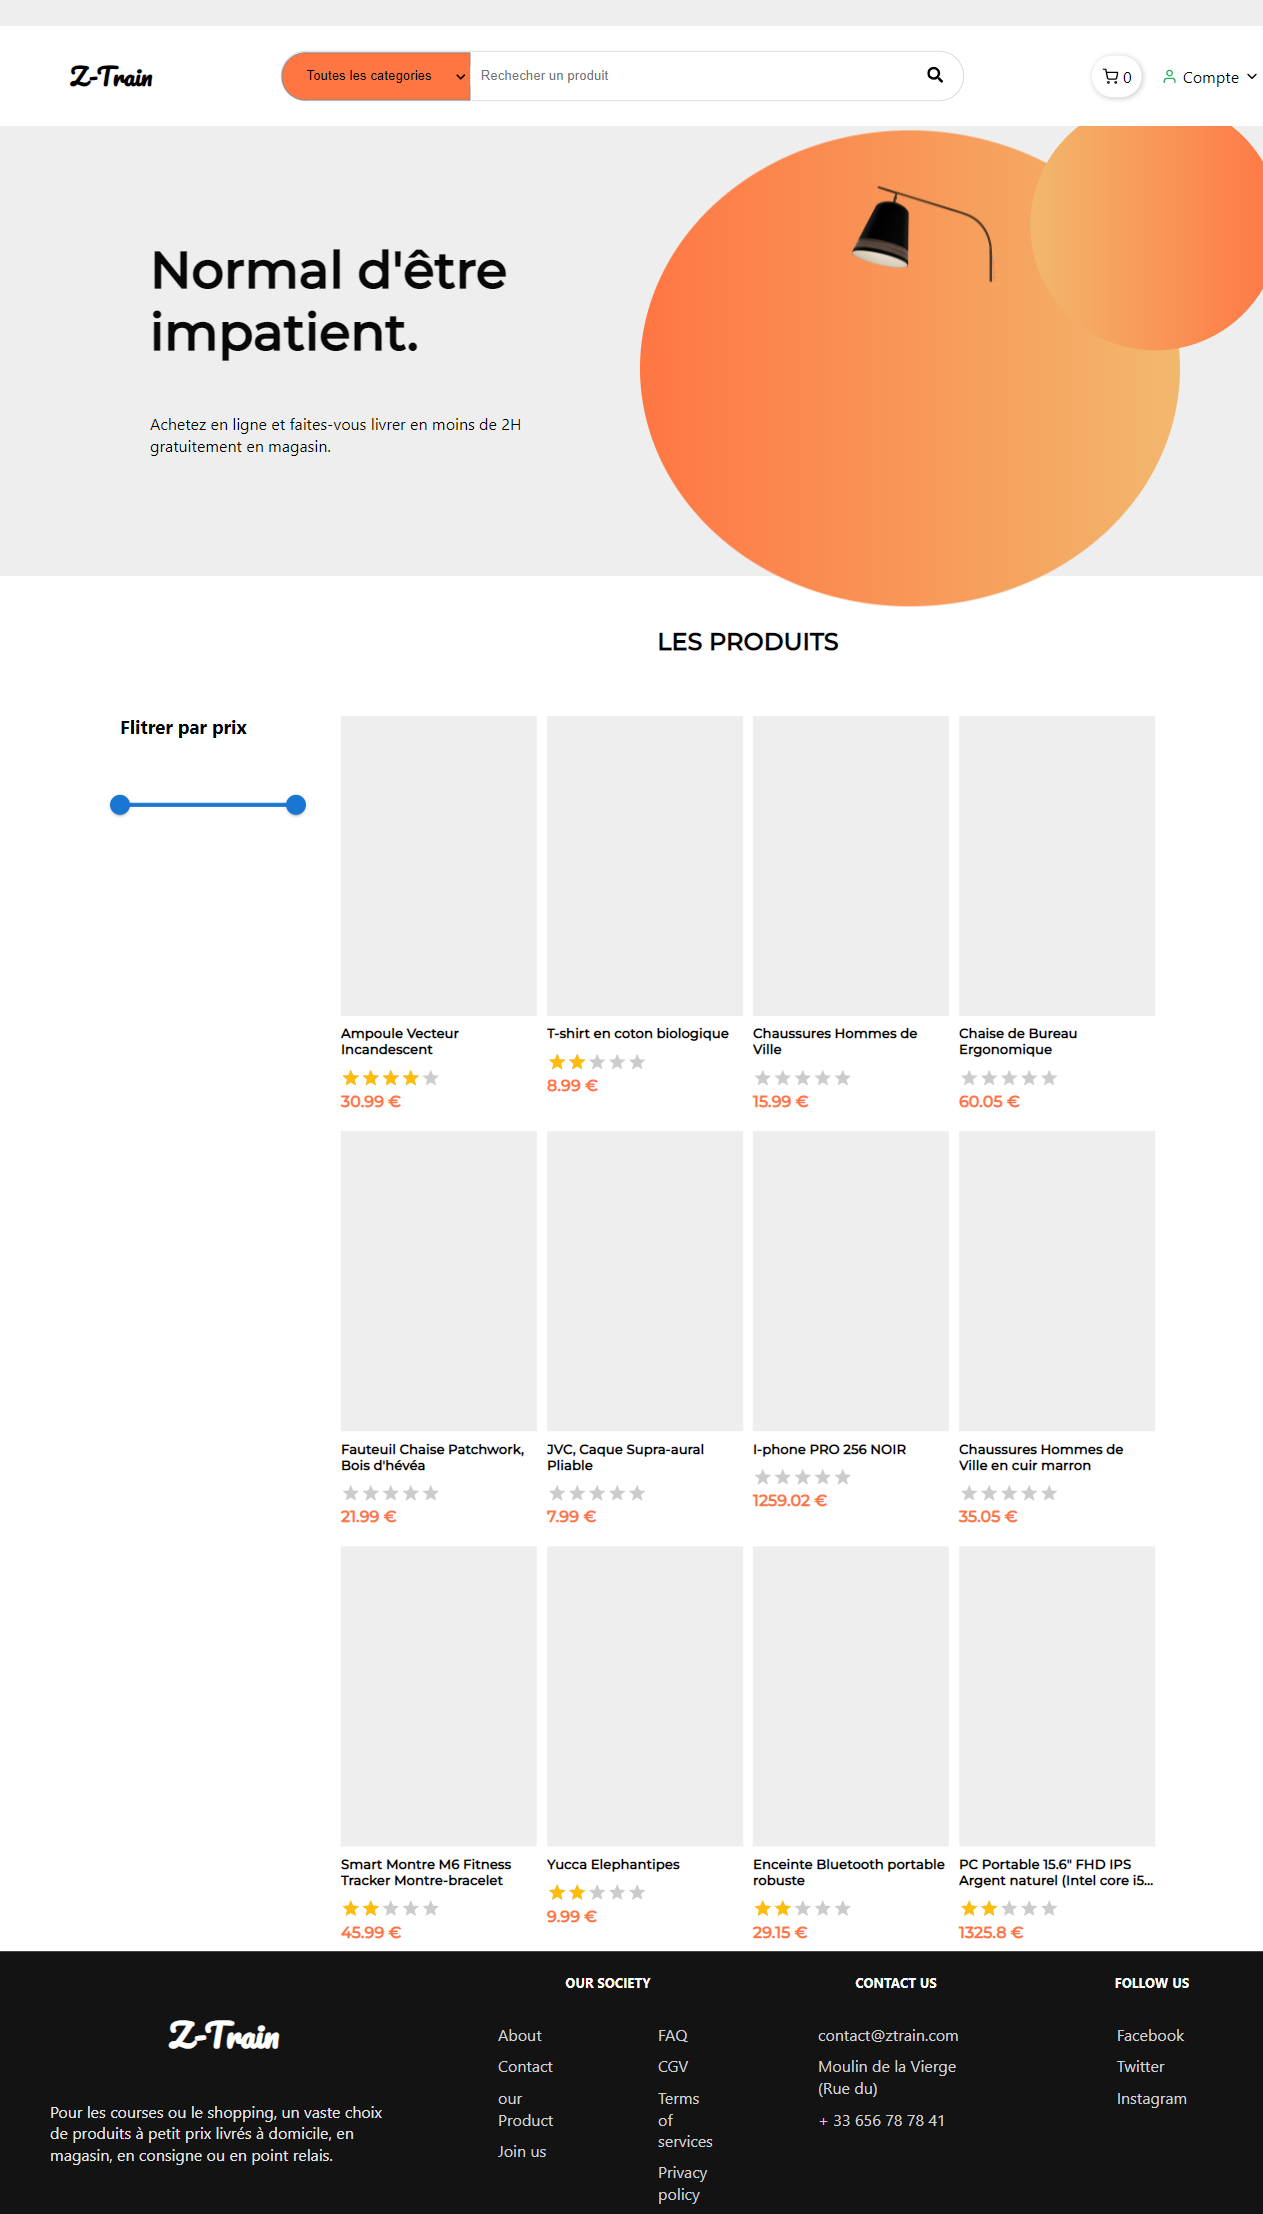 Z-Train
Toutes les categories
Rechecher un produit
0
Compte
Normal d'être
impatient.
Achetez en ligne et faites-vous livrer en moins de 2H
gratuitement en magasin.
LES PRODUITS
Flitrer par prix
Ampoule Vecteur
Incandescent
30.99 €
T-shirt en coton biologique
8.99 €
Chaussures Hommes de
Ville
15.99 €
Chaise de Bureau
Ergonomique
60.05 €
Fauteuil Chaise Patchwork,
Bois d'hévéa
21.99 €
JVC, Caque Supra-aural
Pliable
7.99 €
I-phone PRO 256 NOIR
1259.02 €
Chaussures Hommes de
Ville en cuir marron
35.05 €
Smart Montre M6 Fitness
Tracker Montre-bracelet
45.99 €
Yucca Elephantipes
9.99 €
Enceinte Bluetooth portable
robuste
29.15 €
PC Portable 15.6" FHD IPS
Argent naturel (Intel core i5...
1325.8 €
Z-Train
Pour les courses ou le shopping, un vaste choix
de produits à petit prix livrés à domicile, en
magasin, en consigne ou en point relais.
OUR SOCIETY
About
Contact
our
Product
Join us
FAQ
CGV
Terms
of
services
Privacy
policy
CONTACT US
contact@ztrain.com
Moulin de la Vierge
(Rue du)
+ 33 656 78 78 41
FOLLOW US
Facebook
Twitter
Instagram